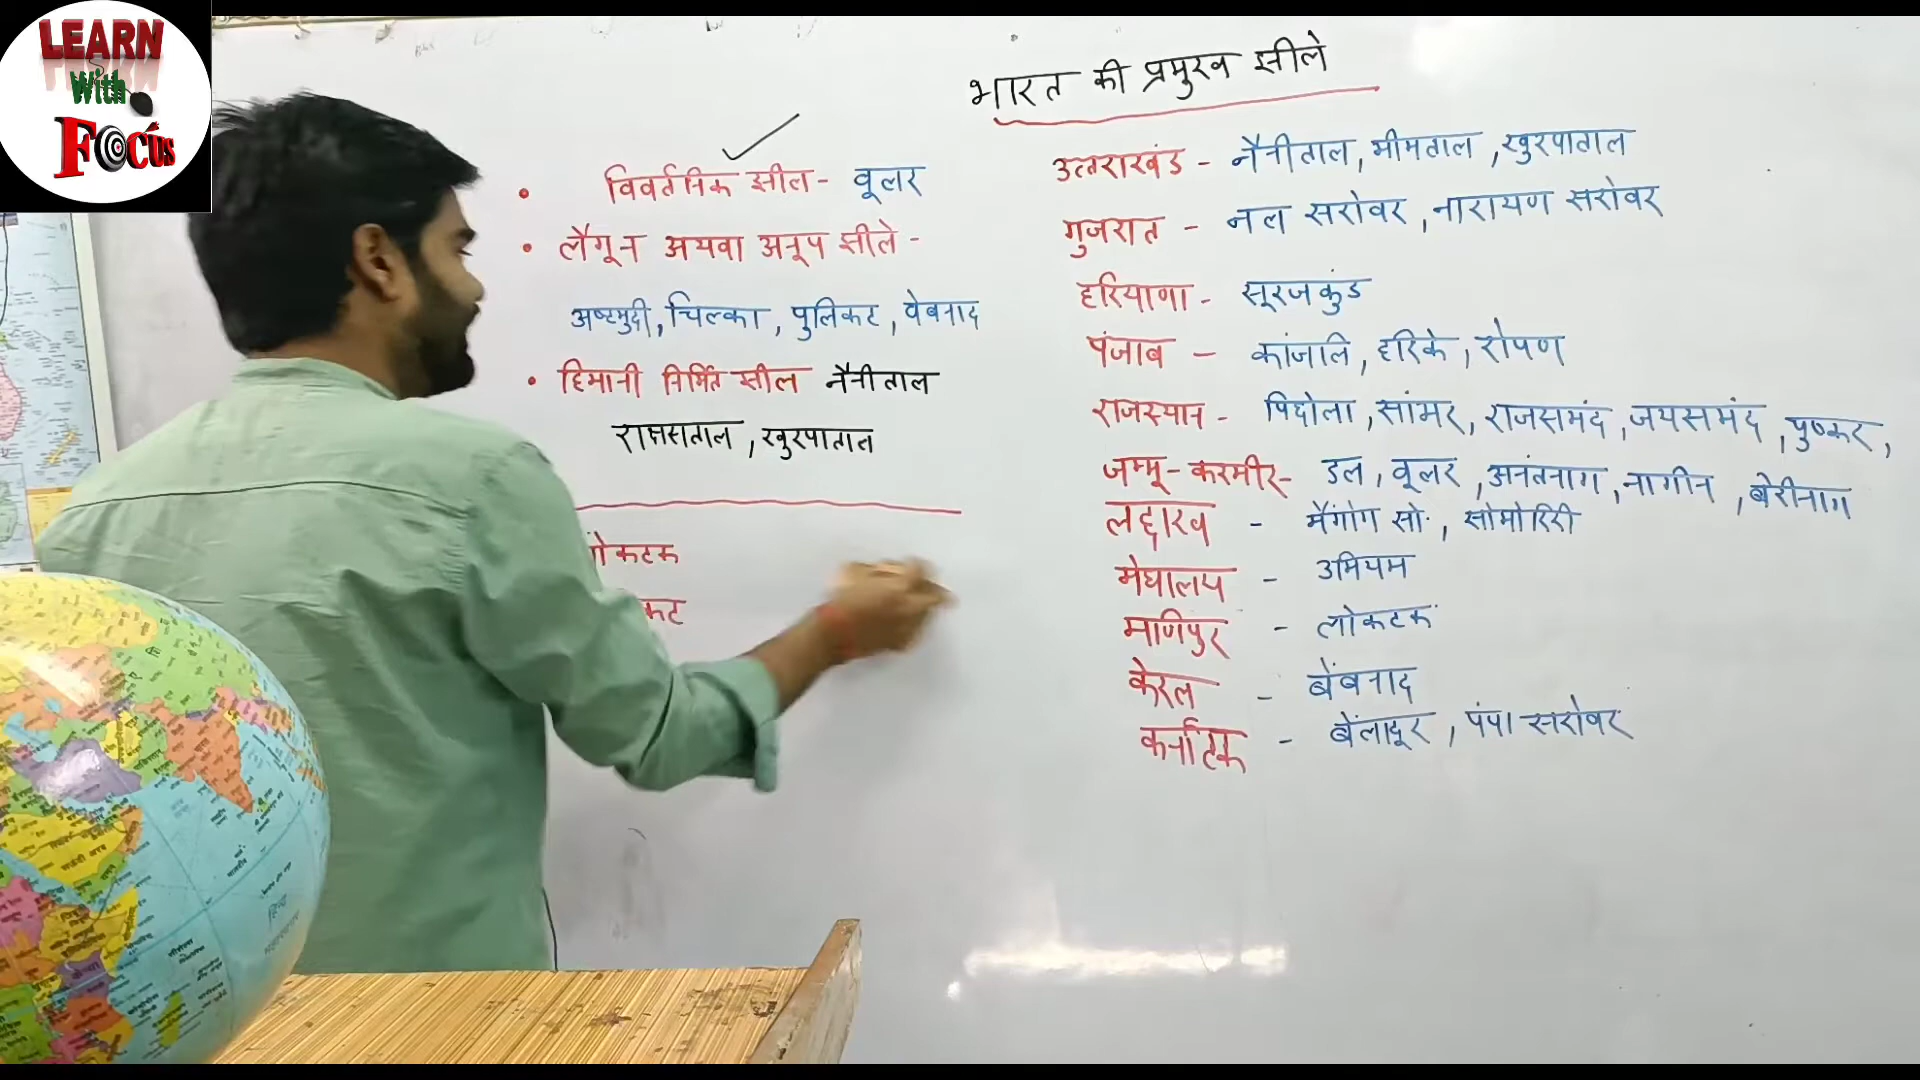 LEARN
With
Focus
भारत की प्रमुख झीले
विवर्तनिक झील - वूलर
• लैगून अथवा अनूप झीले -
अष्टमुदी, चिल्का, पुलिकट, वेबनाद
• हिमानी निर्मित झील नैनीताल
राक्षसताल, खुरपाताल
कटक
कट
उत्तराखंड - नैनीताल, भीमताल, खुरपाताल
गुजरात - नल सरोवर, नारायण सरोवर
हरियाणा - सूरजकुंड
पंजाब - कांजलि, हरिके, रोपण
राजस्थान - पिछोला, सांभर, राजसमंद, जयसमंद, पुष्कर,
जम्मू-कश्मीर - डल, वूलर, अनंतनाग, नागीन, बेरीनाग
लद्दाख - मैंगोंग सो, सोमोरिरी
मेघालय - उमियम
मणिपुर - लोकटक
केरल - बेंबनाद
कर्नाटक - पंपा सरोवर